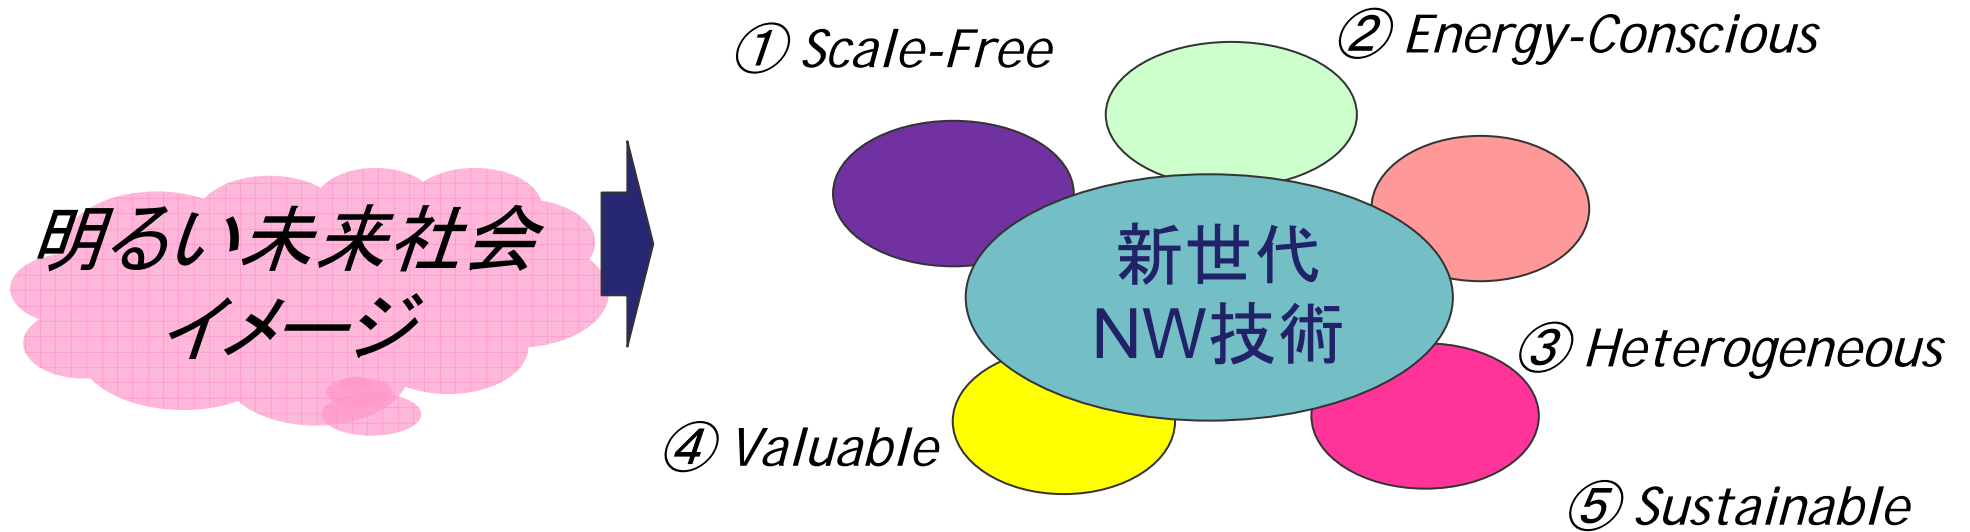 明るい未来社会
イメージ
① Scale-Free
② Energy-Conscious
新世代
NW技術
③ Heterogeneous
④ Valuable
⑤ Sustainable